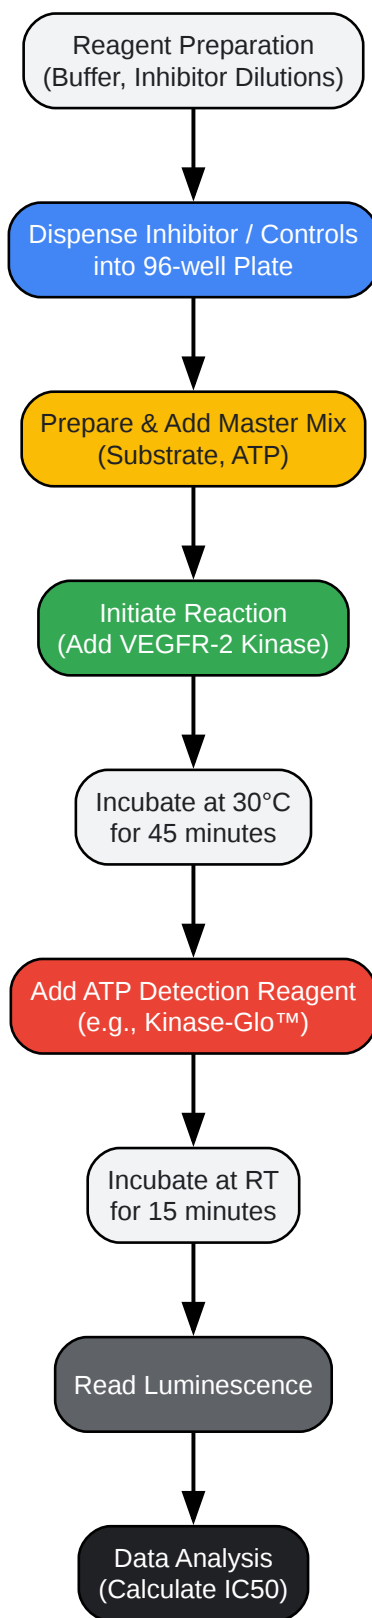 Reagent Preparation
(Buffer, Inhibitor Dilutions)
Dispense Inhibitor / Controls
into 96-well Plate
Prepare & Add Master Mix
(Substrate, ATP)
Initiate Reaction
(Add VEGFR-2 Kinase)
Incubate at 30°C
for 45 minutes
Add ATP Detection Reagent
(e.g., Kinase-Glo™)
Incubate at RT
for 15 minutes
Read Luminescence
Data Analysis
(Calculate IC50)